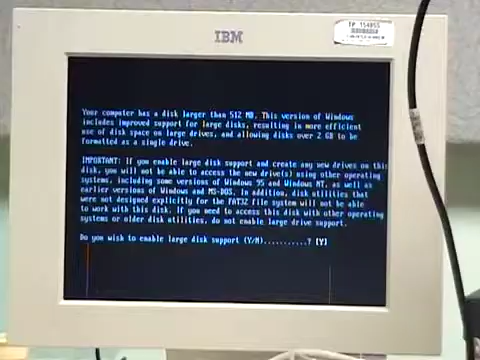 IBM
Your computer has a disk larger than 512 MB. This version of Windows
includes improved support for large disks, resulting in more efficient
use of disk space on large drives, and allowing disks over 2 GB to be
formatted as a single drive.
IMPORTANT: If you enable large disk support and create any new drives on this
disk, you will not be able to access the new drive(s) using other operating
systems, including some versions of Windows 95 and Windows NT, as well as
earlier versions of Windows and MS-DOS. In addition, disk utilities that
were not designed explicitly for the FAT32 file system will not be able
to work with this disk. If you need to access this disk with other operating
systems or older disk utilities, do not enable large drive support.
Do you wish to enable large disk support (Y/N)...........? [Y]